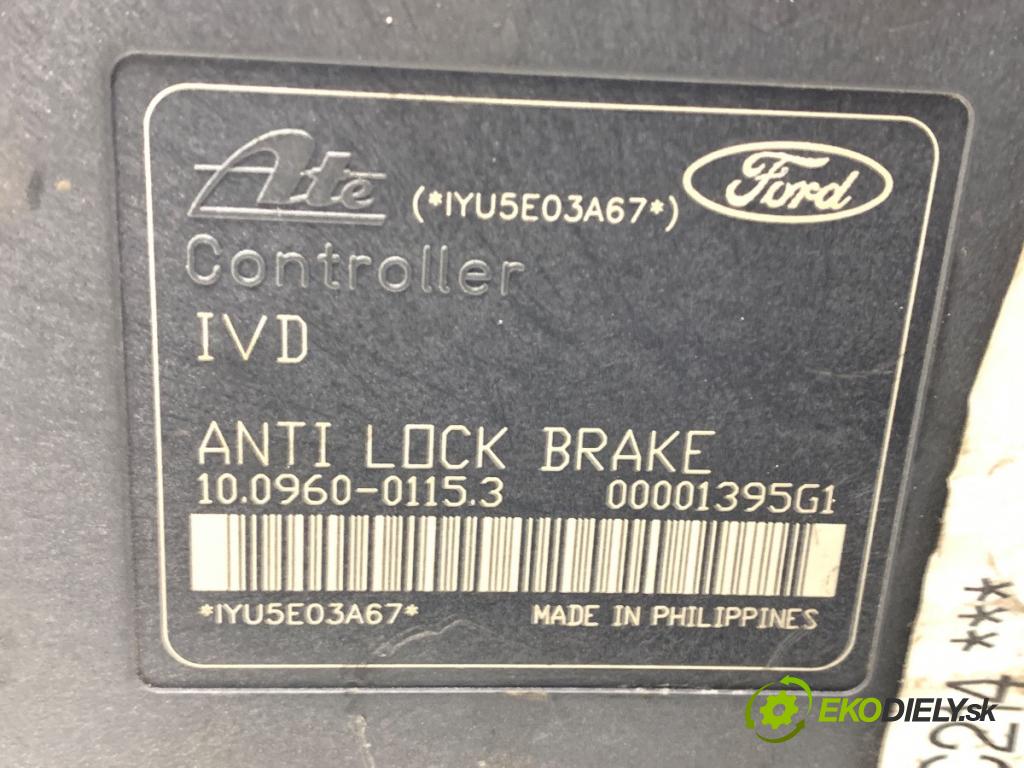 Ate (*IYU5E03A67*) Ford
Controller
IVD
ANTI LOCK BRAKE
10.0960-0115.3 00001395G1
*IYU5E03A67* MADE IN PHILIPPINES
C214 ***
EKODIELY.sk